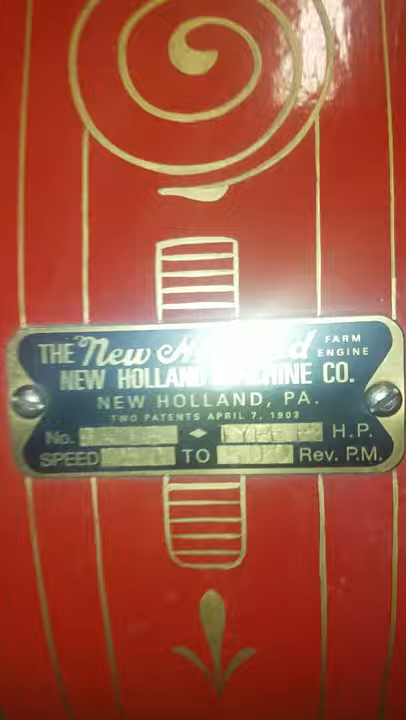 THE New
FARM
ENGINE
NEW HOLLAND MACHINE CO.
NEW HOLLAND, PA.
TWO PATENTS APRIL 7, 1903
No. H.P.
SPEED TO Rev. P.M.